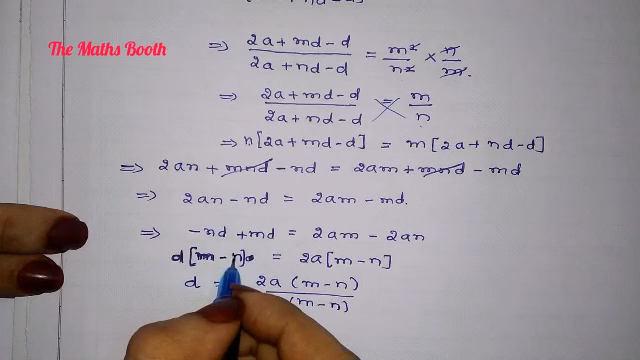 The Maths Booth
⇒ (2a + md - d)/(2a + nd - d) = m²/n² × n/m.
⇒ (2a + md - d)/(2a + nd - d) = m/n
⇒ n[2a + md - d] = m[2a + nd - d]
⇒ 2an + mnd - nd = 2am + mnd - md
⇒ 2an - nd = 2am - md.
⇒ -nd + md = 2am - 2an
d[m - n] = 2a[m - n]
d = 2a(m - n)/(m - n)